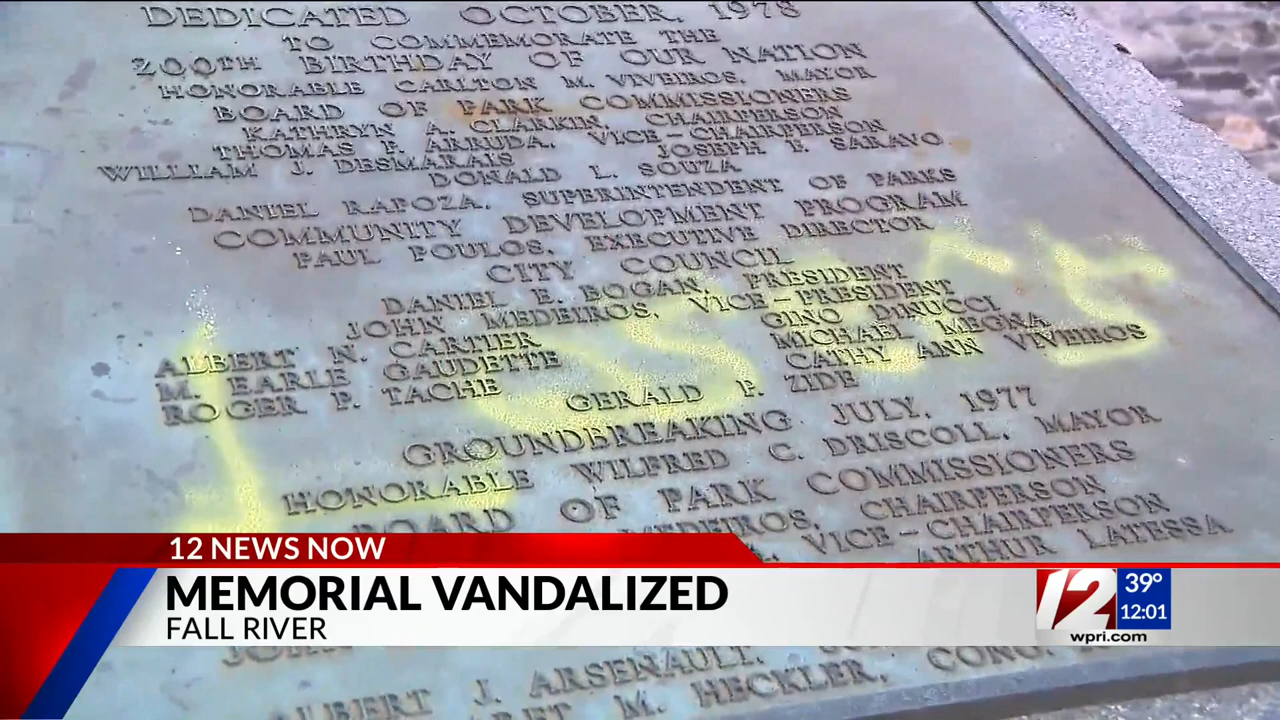 DEDICATED OCTOBER, 1978
TO COMMEMORATE THE
200TH BIRTHDAY OF OUR NATION
HONORABLE CARLTON M. VIVEIROS, MAYOR
BOARD OF PARK COMMISSIONERS
KATHRYN A. CLARKIN, CHAIRPERSON
THOMAS P. ARRUDA, VICE-CHAIRPERSON
WILLIAM J. DESMARAIS JOSEPH P. SARAVO
DONALD L. SOUZA
DANIEL RAPOZA, SUPERINTENDENT OF PARKS
COMMUNITY DEVELOPMENT PROGRAM
PAUL POULOS, EXECUTIVE DIRECTOR
CITY COUNCIL
DANIEL E. BOGAN, PRESIDENT
JOHN MEDEIROS, VICE-PRESIDENT
ALBERT N. CARTIER GINO DINUCCI
M. EARLE GAUDETTE MICHAEL MEGNA
ROGER P. TACHE CATHY ANN VIVEIROS
GERALD P. ZIDE
GROUNDBREAKING JULY, 1977
HONORABLE WILFRED C. DRISCOLL, MAYOR
BOARD OF PARK COMMISSIONERS
MEDEIROS, CHAIRPERSON
VICE-CHAIRPERSON
ARTHUR LATESSA
12 NEWS NOW
MEMORIAL VANDALIZED
FALL RIVER
12
39°
12:01
wpri.com
ALBERT J. ARSENAULT,
M. HECKLER,